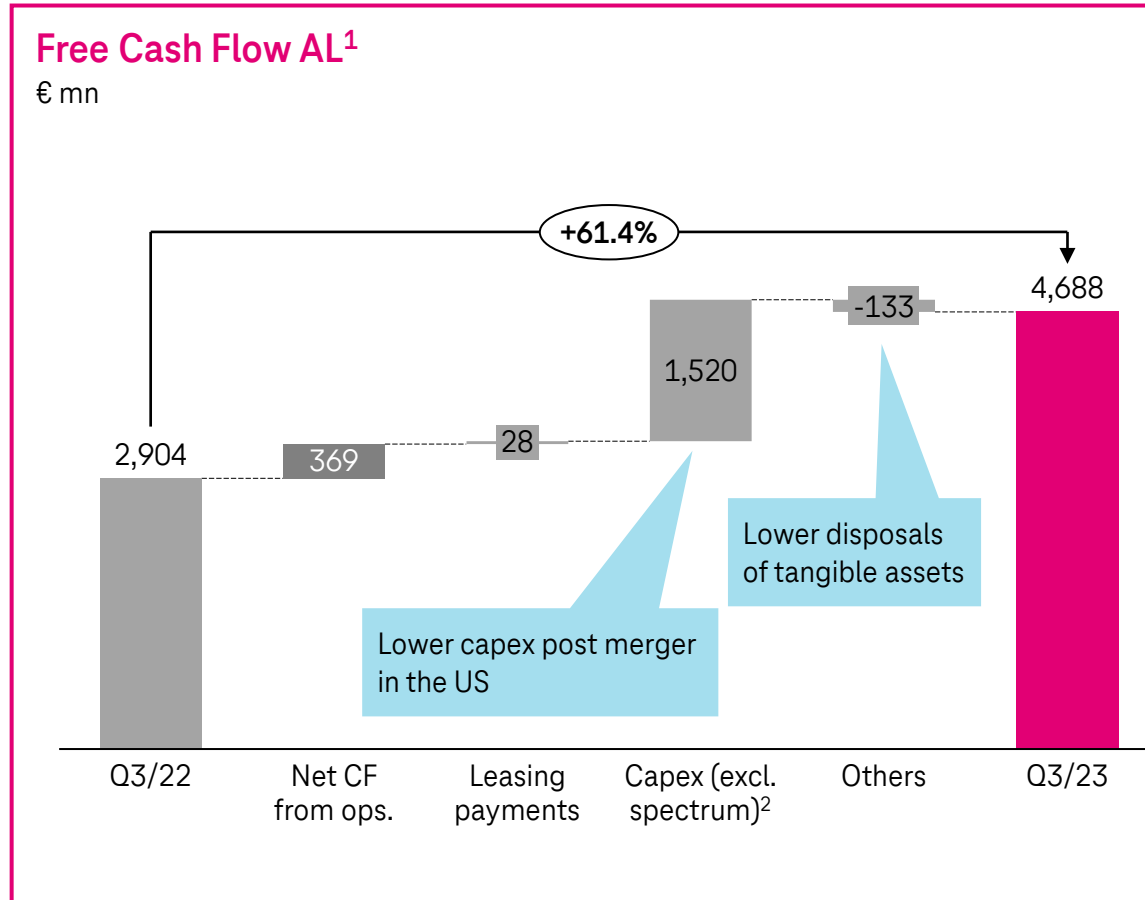 Free Cash Flow AL¹
€ mn
+61.4%
2,904
369
28
1,520
-133
4,688
Lower disposals
of tangible assets
Lower capex post merger
in the US
Q3/22
Net CF
from ops.
Leasing
payments
Capex (excl.
spectrum)²
Others
Q3/23